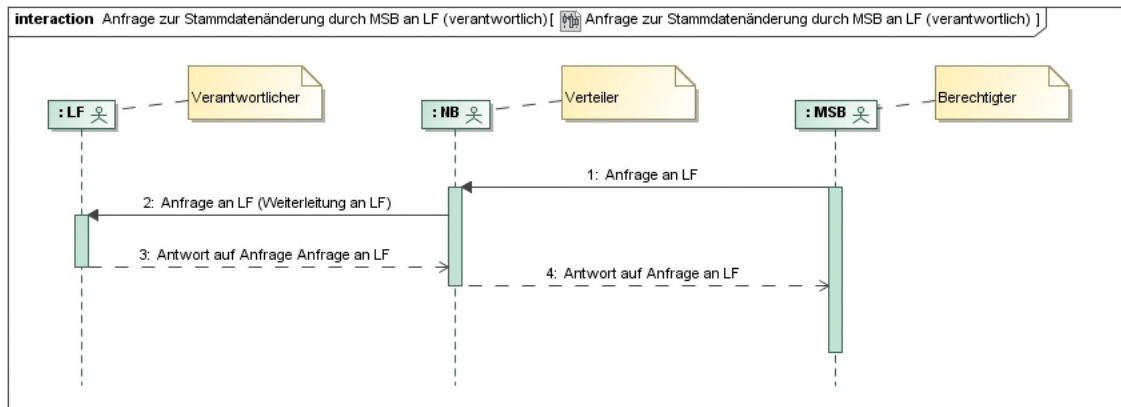 interaction Anfrage zur Stammdatenänderung durch MSB an LF (verantwortlich)[ Anfrage zur Stammdatenänderung durch MSB an LF (verantwortlich) ]
Verantwortlicher
Verteiler
Berechtigter
: LF
: NB
: MSB
1: Anfrage an LF
2: Anfrage an LF (Weiterleitung an LF)
3: Antwort auf Anfrage Anfrage an LF
4: Antwort auf Anfrage an LF